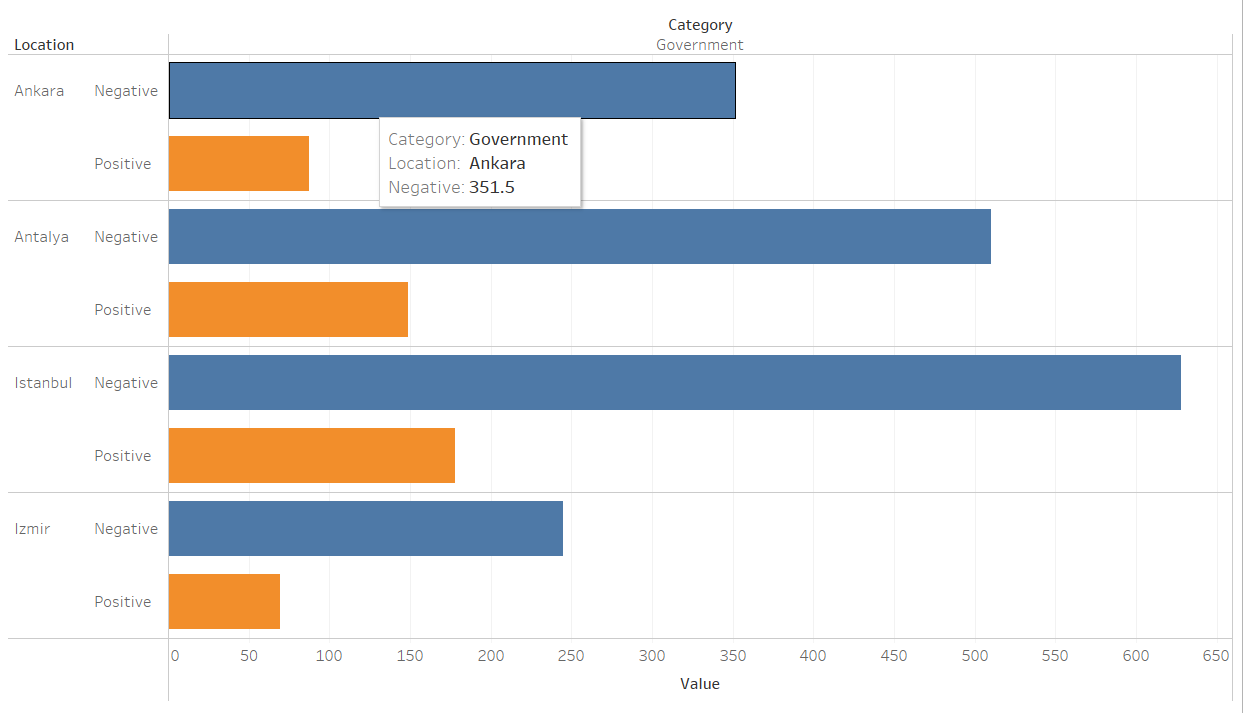 Category
Location Government
Ankara Negative
Category: Government
Positive Location: Ankara
Negative: 351.5
Antalya Negative
Positive
Istanbul Negative
Positive
Izmir Negative
Positive
0 50 100 150 200 250 300 350 400 450 500 550 600 650
Value